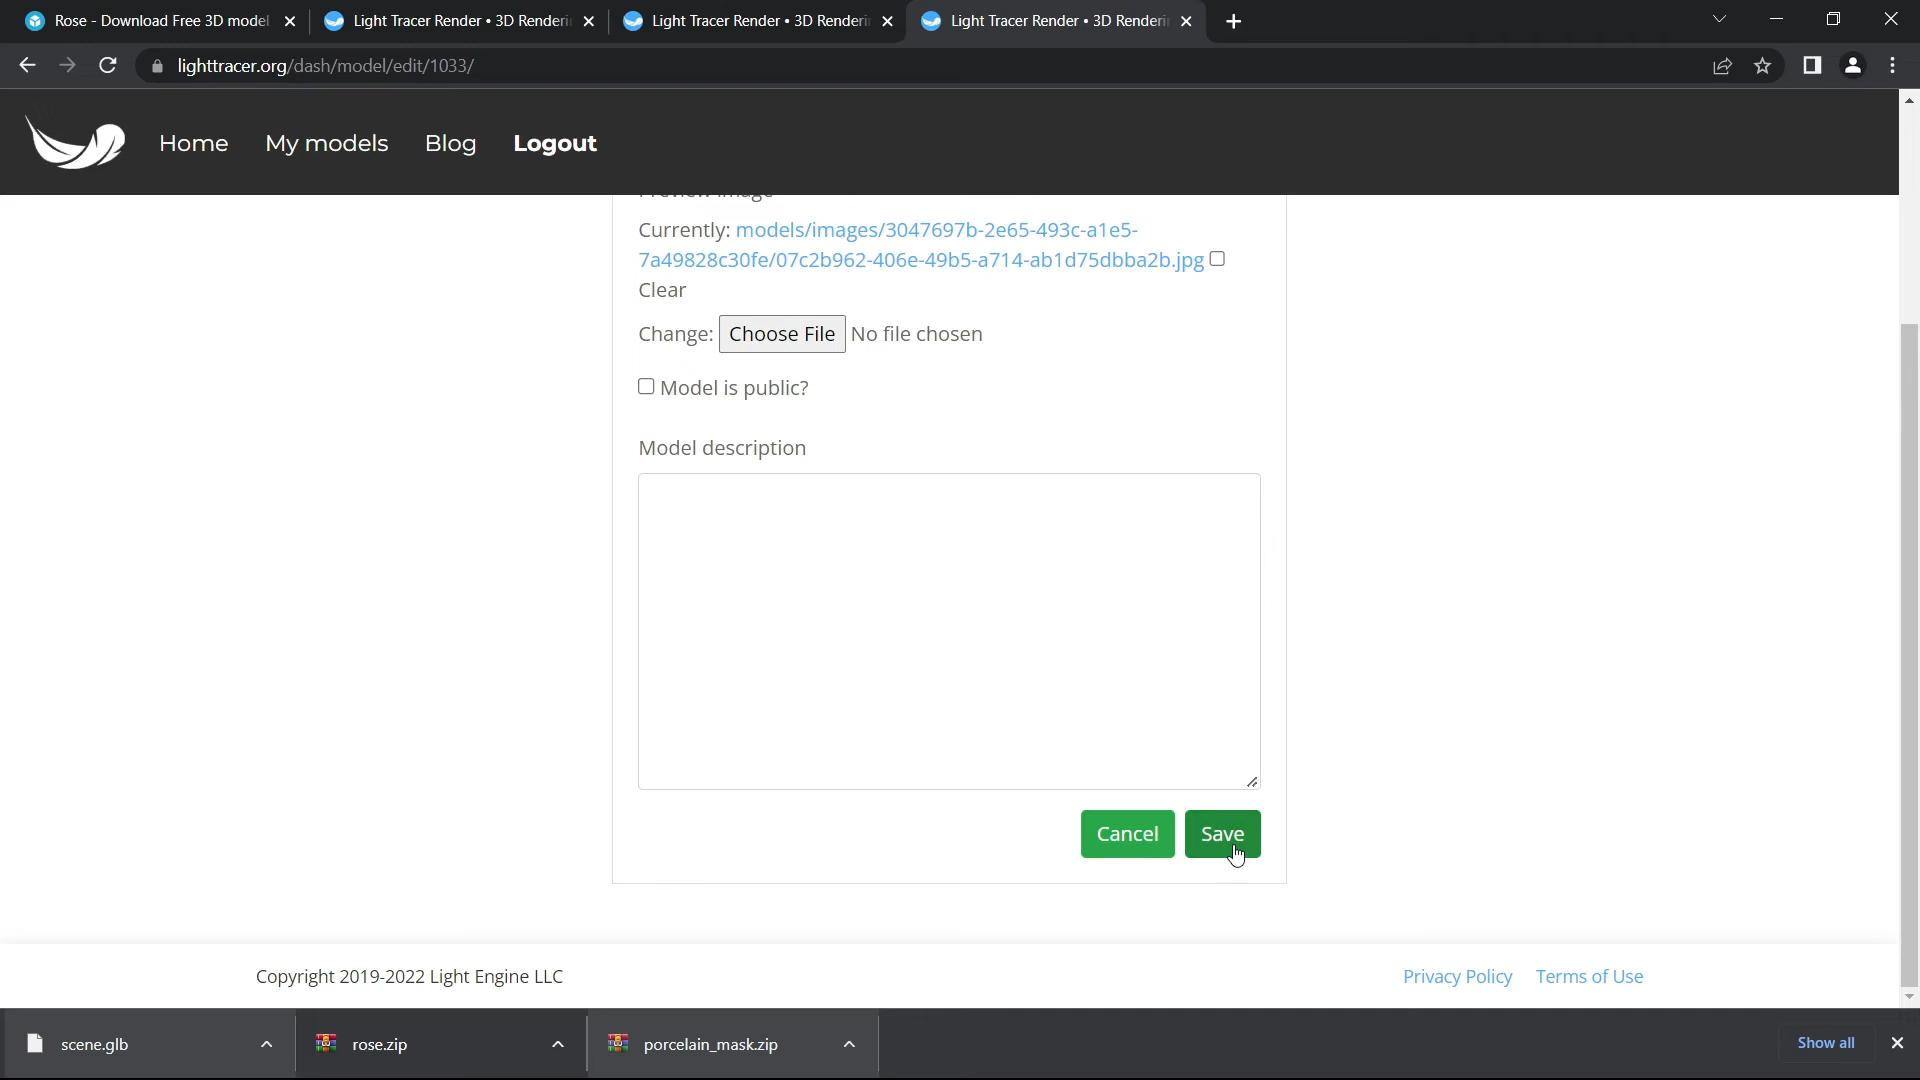 Rose - Download Free 3D model
Light Tracer Render • 3D Renderi
Light Tracer Render • 3D Renderi
Light Tracer Render • 3D Renderi
lighttracer.org/dash/model/edit/1033/
Home
My models
Blog
Logout
Currently: models/images/3047697b-2e65-493c-a1e5-
7a49828c30fe/07c2b962-406e-49b5-a714-ab1d75dbba2b.jpg
Clear
Change: Choose File No file chosen
Model is public?
Model description
Cancel
Save
Copyright 2019-2022 Light Engine LLC
Privacy Policy
Terms of Use
scene.glb
rose.zip
porcelain_mask.zip
Show all